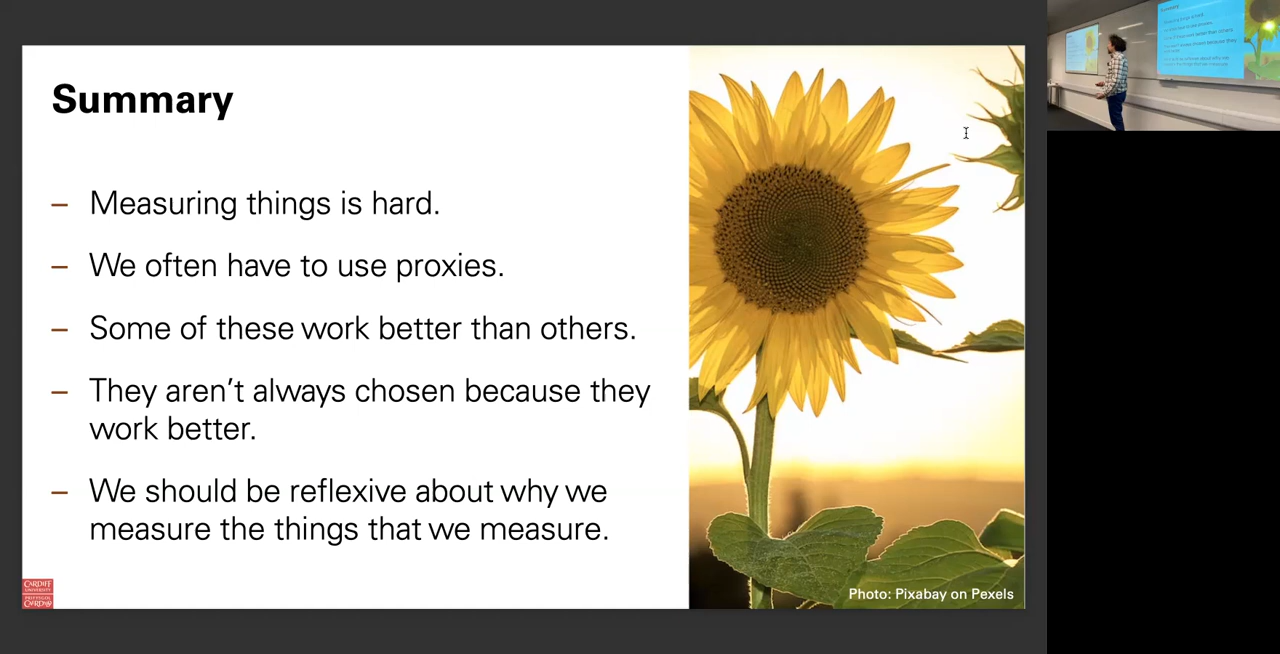 Summary
– Measuring things is hard.
– We often have to use proxies.
– Some of these work better than others.
– They aren’t always chosen because they
work better.
– We should be reflexive about why we
measure the things that we measure.
CARDIFF
UNIVERSITY
PRIFYSGOL
CAERDYDD
Photo: Pixabay on Pexels
Summary